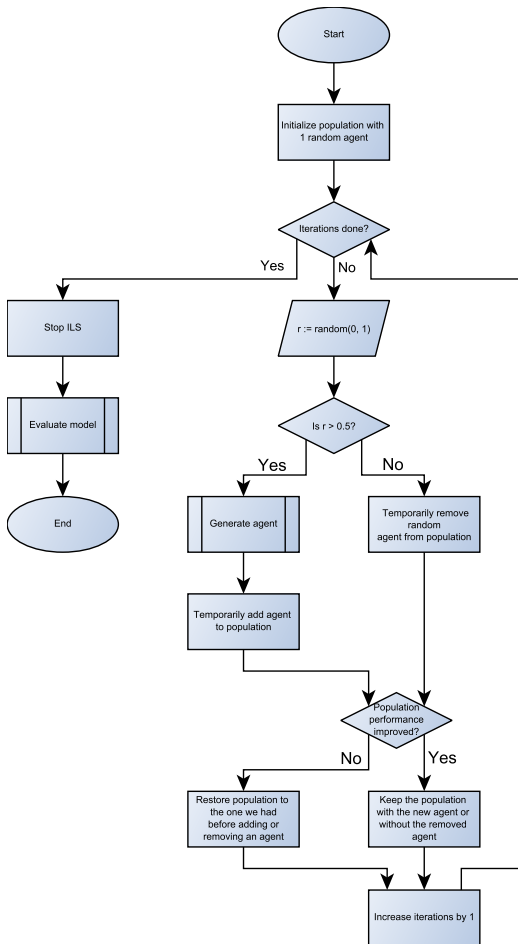 Start
Initialize population with
1 random agent
Iterations done?
Yes
No
Stop ILS
r := random(0, 1)
Evaluate model
Is r > 0.5?
Yes
No
End
Generate agent
Temporarily remove
random
agent from population
Temporarily add agent
to population
Population
performance
improved?
No
Yes
Restore population to
the one we had
before adding or
removing an agent
Keep the population
with the new agent or
without the removed
agent
Increase iterations by 1